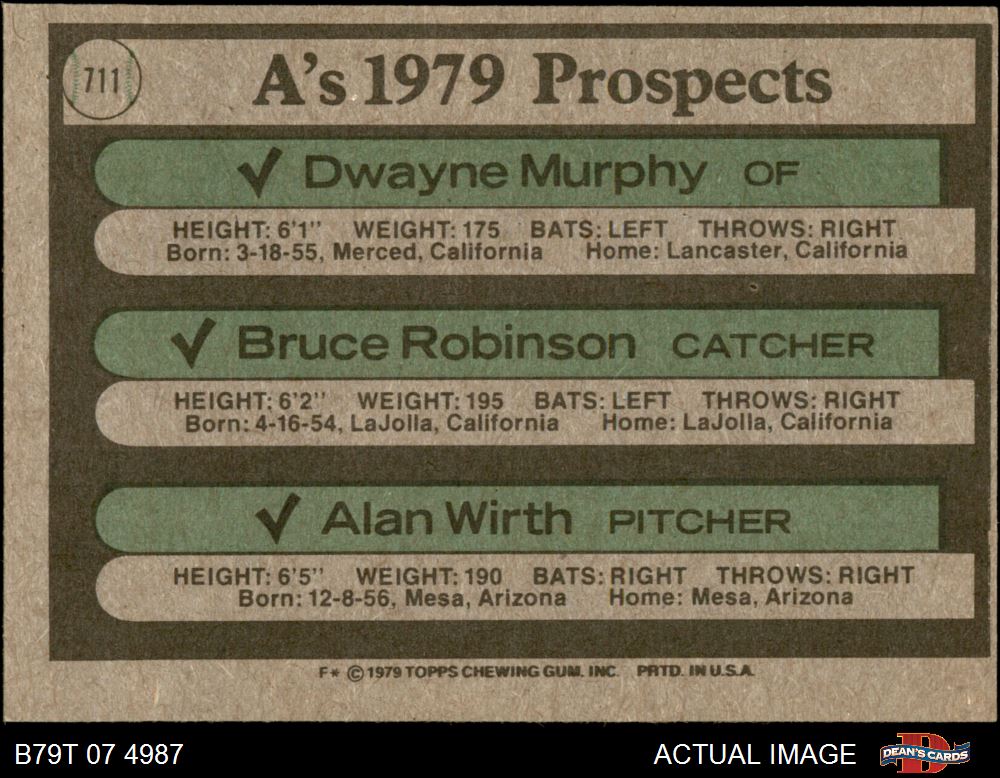 711
A's 1979 Prospects
✓ Dwayne Murphy OF
HEIGHT: 6'1" WEIGHT: 175 BATS: LEFT THROWS: RIGHT
Born: 3-18-55, Merced, California Home: Lancaster, California
✓ Bruce Robinson CATCHER
HEIGHT: 6'2" WEIGHT: 195 BATS: LEFT THROWS: RIGHT
Born: 4-16-54, LaJolla, California Home: LaJolla, California
✓ Alan Wirth PITCHER
HEIGHT: 6'5" WEIGHT: 190 BATS: RIGHT THROWS: RIGHT
Born: 12-8-56, Mesa, Arizona Home: Mesa, Arizona
F* © 1979 TOPPS CHEWING GUM. INC. PRTD. IN U.S.A.
B79T 07 4987 ACTUAL IMAGE DEAN'S CARDS